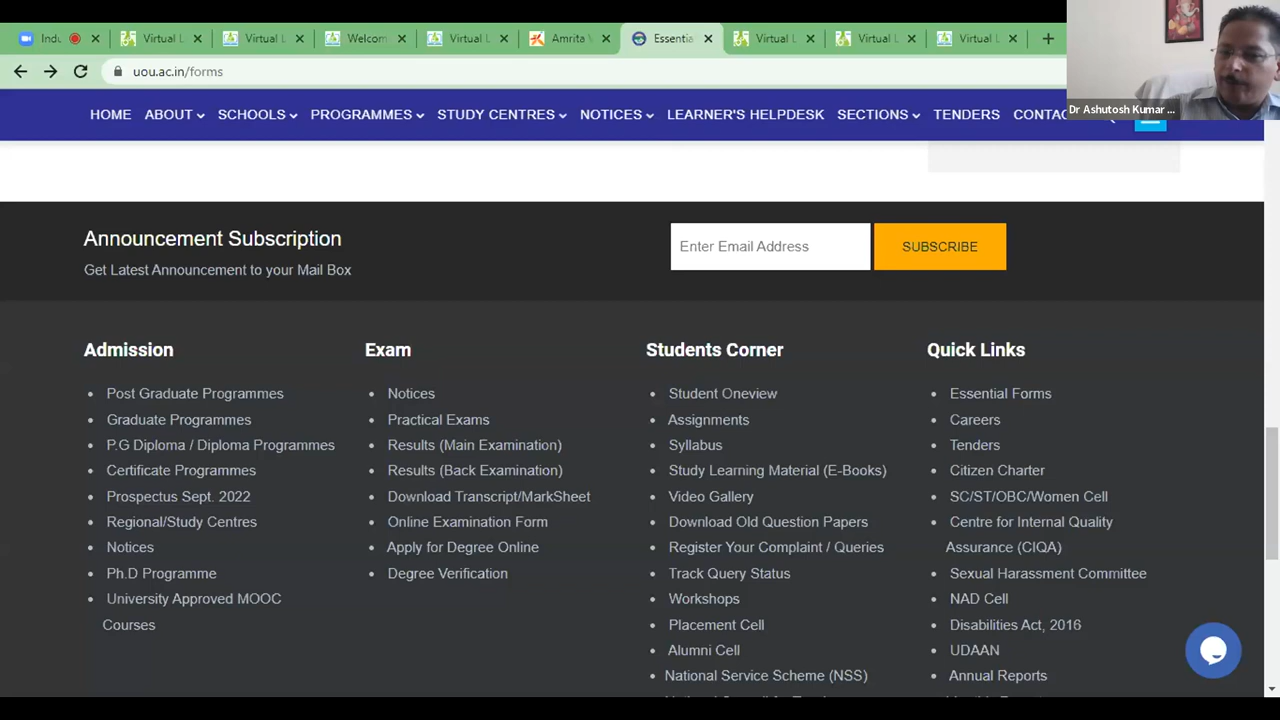 Indu
Virtual L
Virtual L
Welcom
Virtual L
Amrita V
Essentia
Virtual L
Virtual L
Virtual L
uou.ac.in/forms
Dr Ashutosh Kumar ...
HOME ABOUT SCHOOLS PROGRAMMES STUDY CENTRES NOTICES LEARNER'S HELPDESK SECTIONS TENDERS CONTAC
Announcement Subscription
Get Latest Announcement to your Mail Box
Enter Email Address
SUBSCRIBE
Admission
Post Graduate Programmes
Graduate Programmes
P.G Diploma / Diploma Programmes
Certificate Programmes
Prospectus Sept. 2022
Regional/Study Centres
Notices
Ph.D Programme
University Approved MOOC
Courses
Exam
Notices
Practical Exams
Results (Main Examination)
Results (Back Examination)
Download Transcript/MarkSheet
Online Examination Form
Apply for Degree Online
Degree Verification
Students Corner
Student Oneview
Assignments
Syllabus
Study Learning Material (E-Books)
Video Gallery
Download Old Question Papers
Register Your Complaint / Queries
Track Query Status
Workshops
Placement Cell
Alumni Cell
National Service Scheme (NSS)
Quick Links
Essential Forms
Careers
Tenders
Citizen Charter
SC/ST/OBC/Women Cell
Centre for Internal Quality
Assurance (CIQA)
Sexual Harassment Committee
NAD Cell
Disabilities Act, 2016
UDAAN
Annual Reports